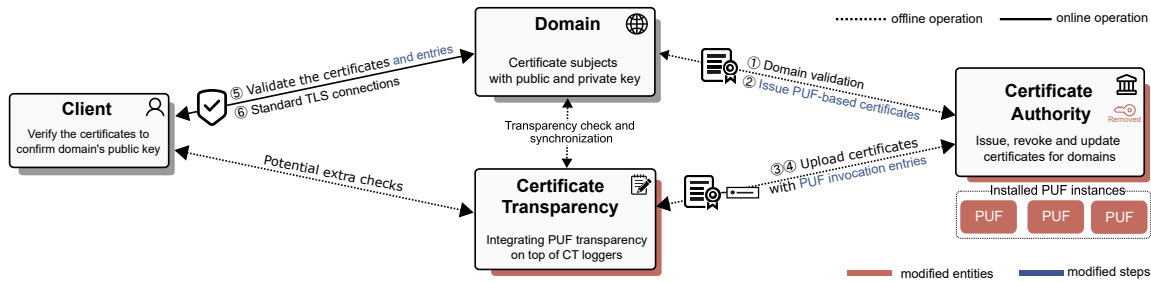 Domain
Certificate subjects
with public and private key
offline operation
online operation
⑤ Validate the certificates and entries
⑥ Standard TLS connections
① Domain validation
② Issue PUF-based certificates
Client
Verify the certificates to
confirm domain's public key
Certificate
Authority
Removed
Issue, revoke and update
certificates for domains
Transparency check and
synchronization
Potential extra checks
③④ Upload certificates
with PUF invocation entries
Certificate
Transparency
Integrating PUF transparency
on top of CT loggers
Installed PUF instances
PUF
PUF
PUF
modified entities
modified steps